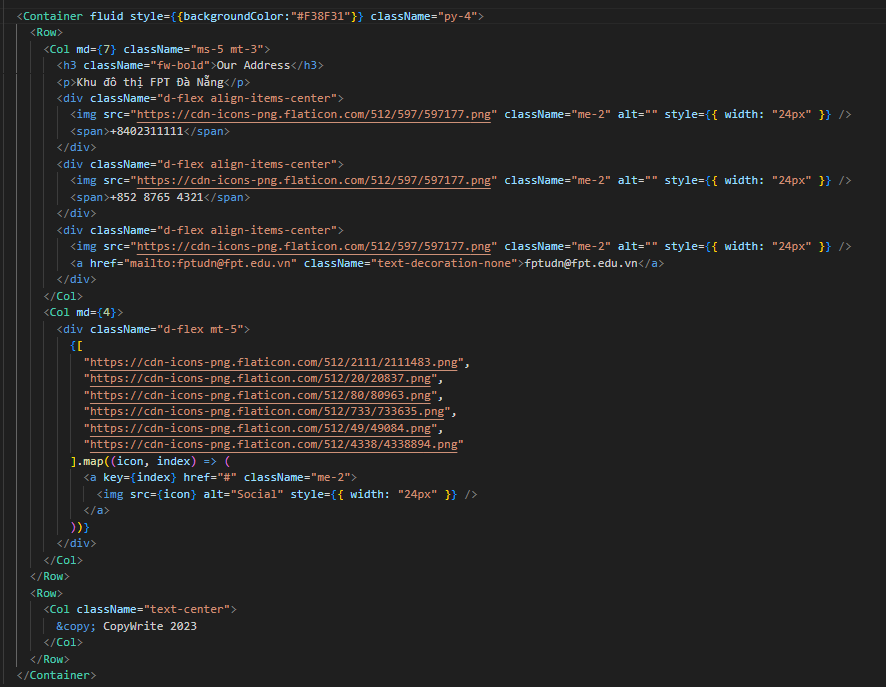 <Container fluid style={{backgroundColor:"#F38F31"}} className="py-4">
<Row>
<Col md={7} className="ms-5 mt-3">
<h3 className="fw-bold">Our Address</h3>
<p>Khu đô thị FPT Đà Nẵng</p>
<div className="d-flex align-items-center">
<img src="https://cdn-icons-png.flaticon.com/512/597/597177.png" className="me-2" alt="" style={{ width: "24px" }} />
<span>+8402311111</span>
</div>
<div className="d-flex align-items-center">
<img src="https://cdn-icons-png.flaticon.com/512/597/597177.png" className="me-2" alt="" style={{ width: "24px" }} />
<span>+852 8765 4321</span>
</div>
<div className="d-flex align-items-center">
<img src="https://cdn-icons-png.flaticon.com/512/597/597177.png" className="me-2" alt="" style={{ width: "24px" }} />
<a href="mailto:fptudn@fpt.edu.vn" className="text-decoration-none">fptudn@fpt.edu.vn</a>
</div>
</Col>
<Col md={4}>
<div className="d-flex mt-5">
{[
"https://cdn-icons-png.flaticon.com/512/2111/2111483.png",
"https://cdn-icons-png.flaticon.com/512/20/20837.png",
"https://cdn-icons-png.flaticon.com/512/80/80963.png",
"https://cdn-icons-png.flaticon.com/512/733/733635.png",
"https://cdn-icons-png.flaticon.com/512/49/49084.png",
"https://cdn-icons-png.flaticon.com/512/4338/4338894.png"
].map((icon, index) => (
<a key={index} href="#" className="me-2">
<img src={icon} alt="Social" style={{ width: "24px" }} />
</a>
))}
</div>
</Col>
</Row>
<Row>
<Col className="text-center">
&copy; CopyWrite 2023
</Col>
</Row>
</Container>